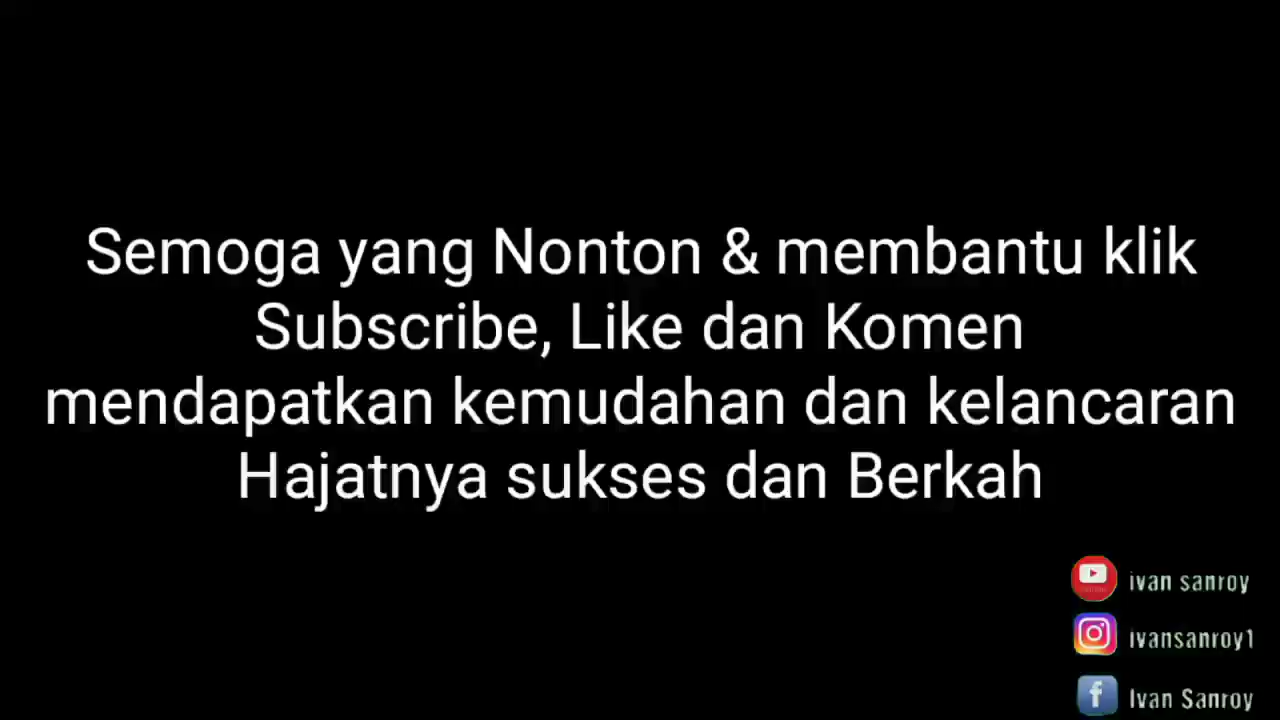 Semoga yang Nonton & membantu klik
Subscribe, Like dan Komen
mendapatkan kemudahan dan kelancaran
Hajatnya sukses dan Berkah
ivan sanroy
ivansanroy1
Ivan Sanroy